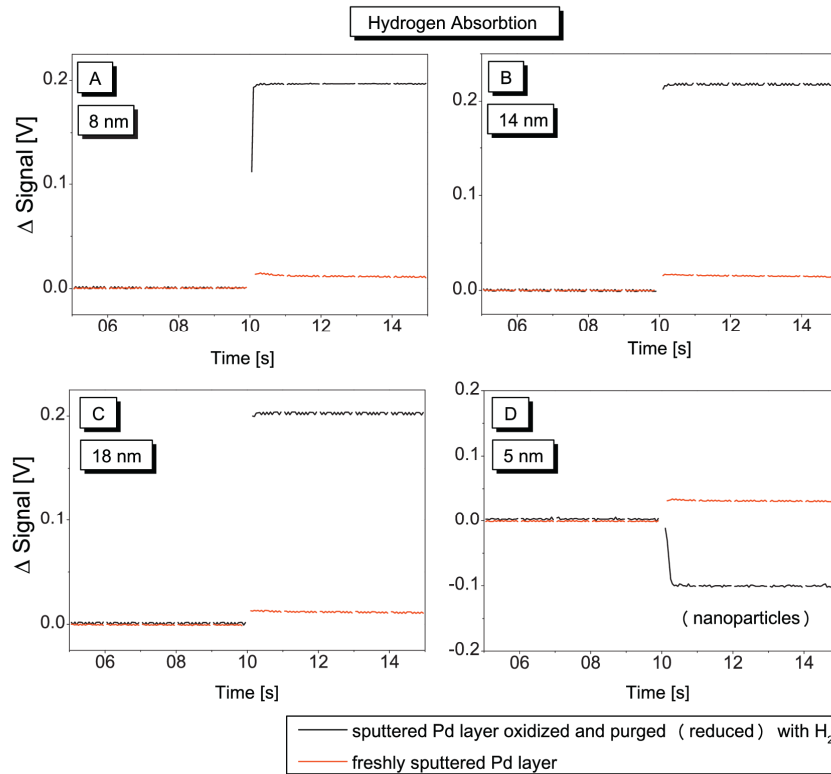 Hydrogen Absorbtion
A
8 nm
0.2
0.1
0.0
Δ Signal [V]
06 08 10 12 14
Time [s]
B
14 nm
0.2
0.1
0.0
06 08 10 12 14
Time [s]
C
18 nm
0.2
0.1
0.0
Δ Signal [V]
06 08 10 12 14
Time [s]
D
5 nm
0.2
0.1
0.0
-0.1
-0.2
(nanoparticles)
06 08 10 12 14
Time [s]
sputtered Pd layer oxidized and purged (reduced) with H2
freshly sputtered Pd layer